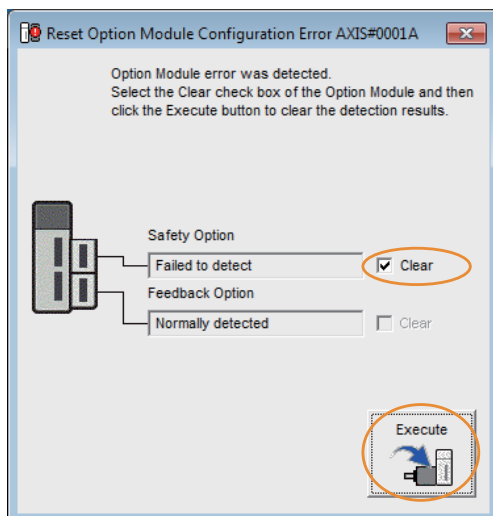 Reset Option Module Configuration Error AXIS#0001A
Option Module error was detected.
Select the Clear check box of the Option Module and then
click the Execute button to clear the detection results.
Safety Option
Failed to detect
Clear
Feedback Option
Normally detected
Clear
Execute